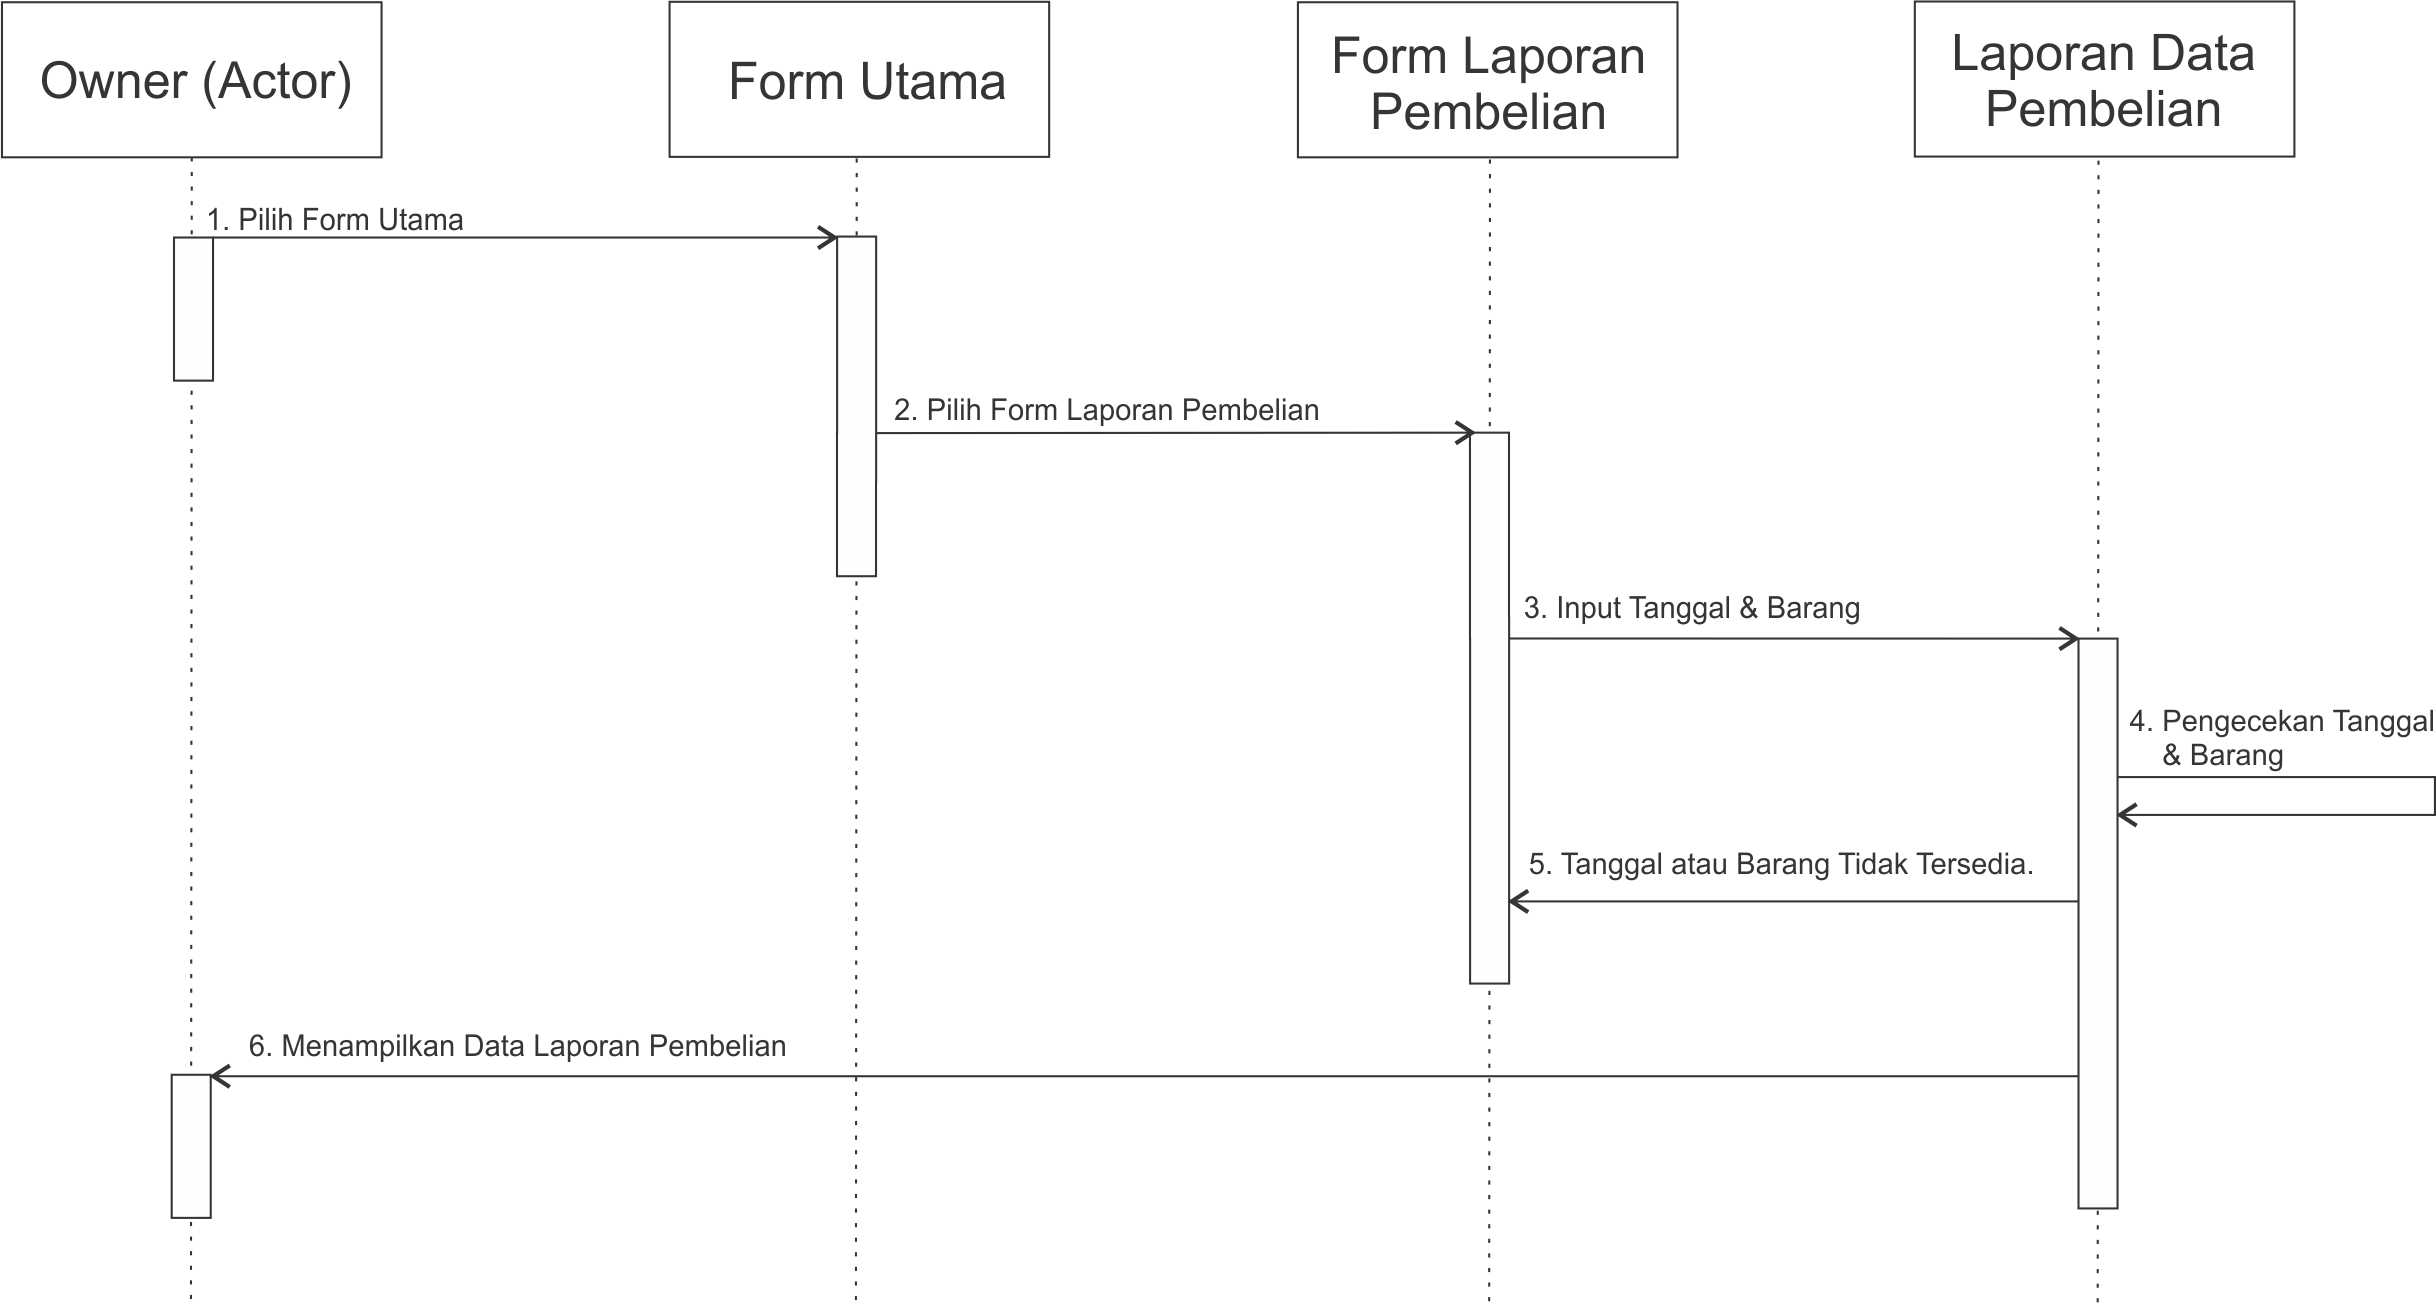 Owner (Actor)
Form Utama
Form Laporan
Pembelian
Laporan Data
Pembelian
1. Pilih Form Utama
2. Pilih Form Laporan Pembelian
3. Input Tanggal & Barang
4. Pengecekan Tanggal
& Barang
5. Tanggal atau Barang Tidak Tersedia.
6. Menampilkan Data Laporan Pembelian